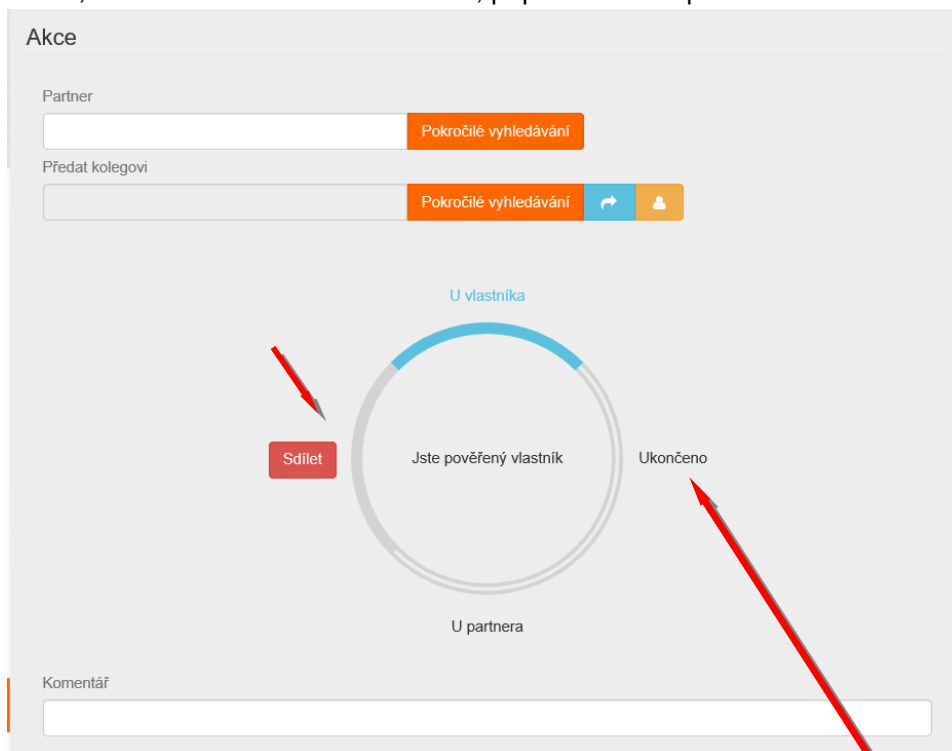 Akce
Partner
Pokročilé vyhledávání
Předat kolegovi
Pokročilé vyhledávání
U vlastníka
Sdílet
Jste pověřený vlastník
Ukončeno
U partnera
Komentář